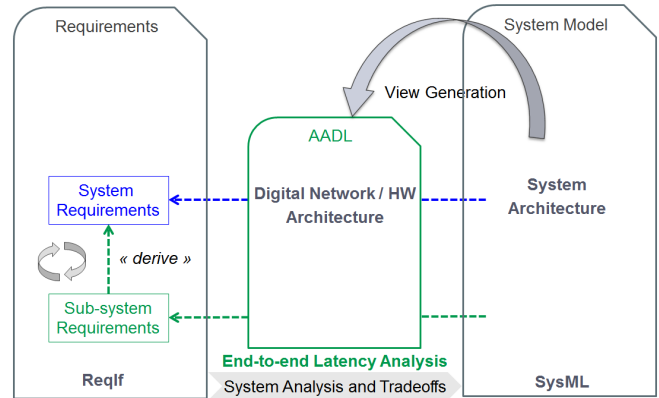 Requirements
System Model
View Generation
AADL
System
Requirements
Digital Network / HW
Architecture
System
Architecture
« derive »
Sub-system
Requirements
End-to-end Latency Analysis
ReqIf
System Analysis and Tradeoffs
SysML